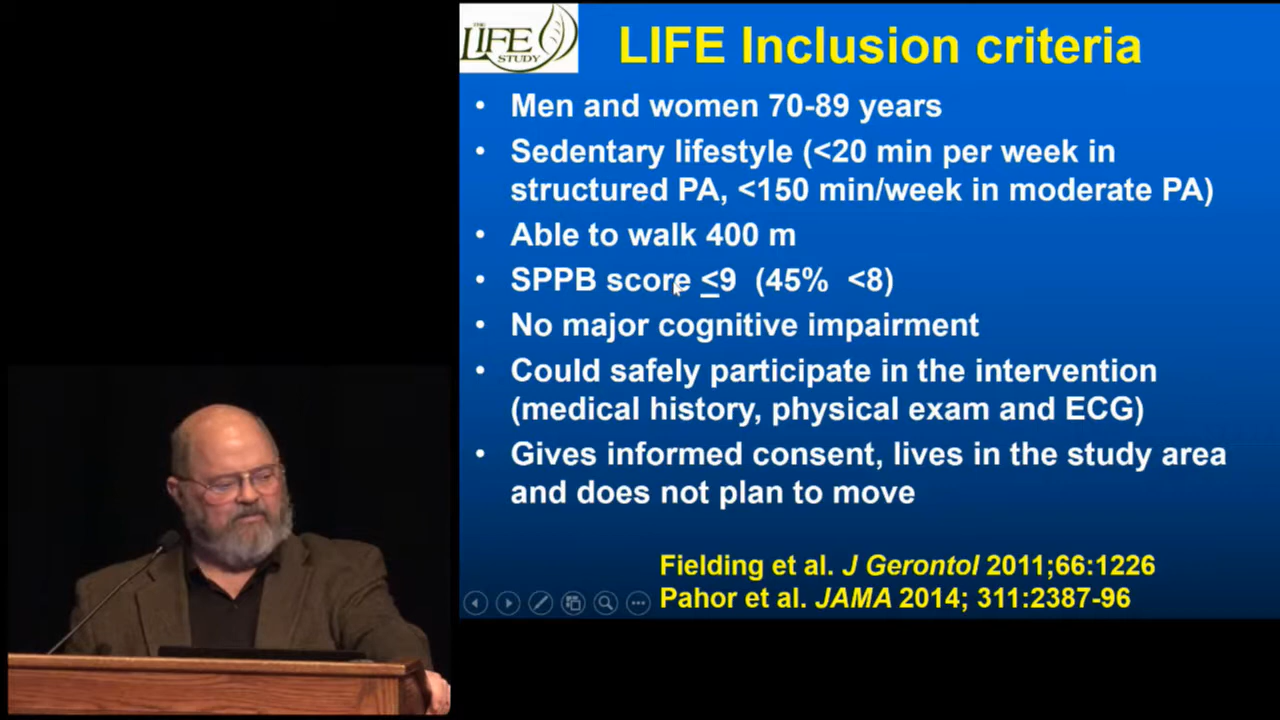 THE
LIFE
STUDY
LIFE Inclusion criteria
• Men and women 70-89 years
• Sedentary lifestyle (<20 min per week in
structured PA, <150 min/week in moderate PA)
• Able to walk 400 m
• SPPB score ≤9 (45% <8)
• No major cognitive impairment
• Could safely participate in the intervention
(medical history, physical exam and ECG)
• Gives informed consent, lives in the study area
and does not plan to move
Fielding et al. J Gerontol 2011;66:1226
Pahor et al. JAMA 2014; 311:2387-96